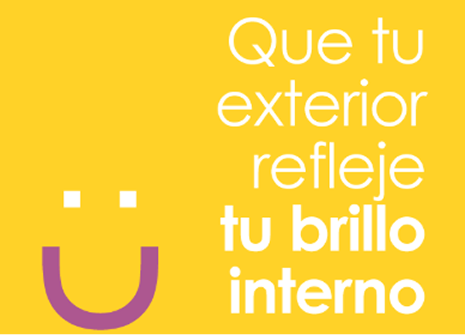 Que tu
exterior
refleje
tu brillo
interno